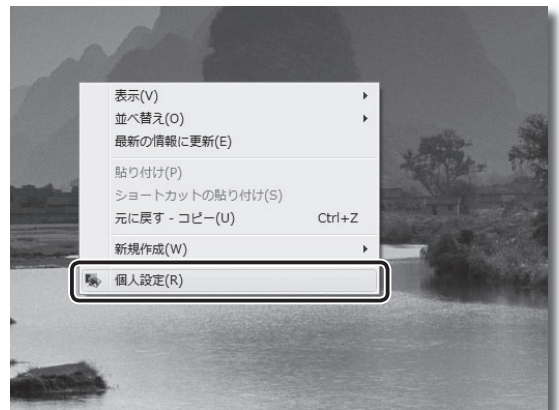 表示(V)
並べ替え(O)
最新の情報に更新(E)
貼り付け(P)
ショートカットの貼り付け(S)
元に戻す - コピー(U) Ctrl+Z
新規作成(W)
個人設定(R)